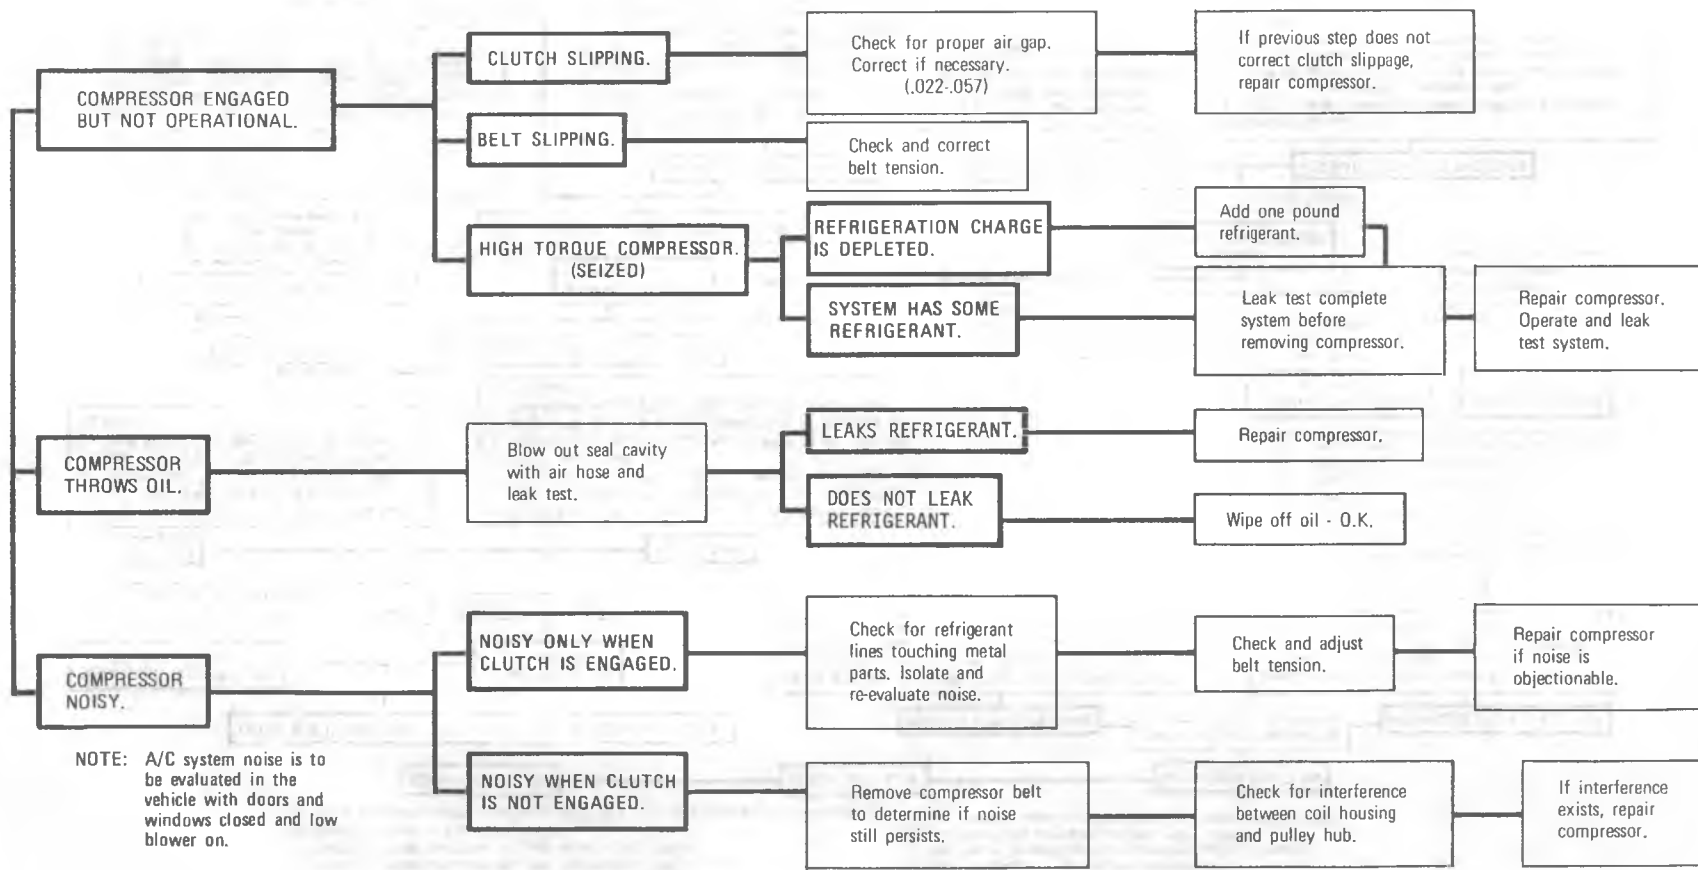 COMPRESSOR ENGAGED
BUT NOT OPERATIONAL.
CLUTCH SLIPPING.
Check for proper air gap.
Correct if necessary.
(.022-.057)
If previous step does not
correct clutch slippage,
repair compressor.
BELT SLIPPING.
Check and correct
belt tension.
HIGH TORQUE COMPRESSOR.
(SEIZED)
REFRIGERATION CHARGE
IS DEPLETED.
Add one pound
refrigerant.
SYSTEM HAS SOME
REFRIGERANT.
Leak test complete
system before
removing compressor.
Repair compressor.
Operate and leak
test system.
COMPRESSOR
THROWS OIL.
Blow out seal cavity
with air hose and
leak test.
LEAKS REFRIGERANT.
Repair compressor.
DOES NOT LEAK
REFRIGERANT.
Wipe off oil - O.K.
COMPRESSOR
NOISY.
NOISY ONLY WHEN
CLUTCH IS ENGAGED.
Check for refrigerant
lines touching metal
parts. Isolate and
re-evaluate noise.
Check and adjust
belt tension.
Repair compressor
if noise is
objectionable.
NOISY WHEN CLUTCH
IS NOT ENGAGED.
Remove compressor belt
to determine if noise
still persists.
Check for interference
between coil housing
and pulley hub.
If interference
exists, repair
compressor.
NOTE: A/C system noise is to
be evaluated in the
vehicle with doors and
windows closed and low
blower on.